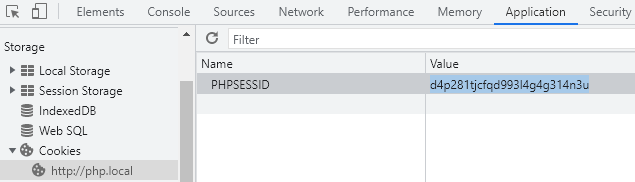 Elements Console Sources Network Performance Memory Application Security
Storage
Local Storage
Session Storage
IndexedDB
Web SQL
Cookies
http://php.local
Filter
Name Value
PHPSESSID d4p281tjcfqd993l4g4g314n3u